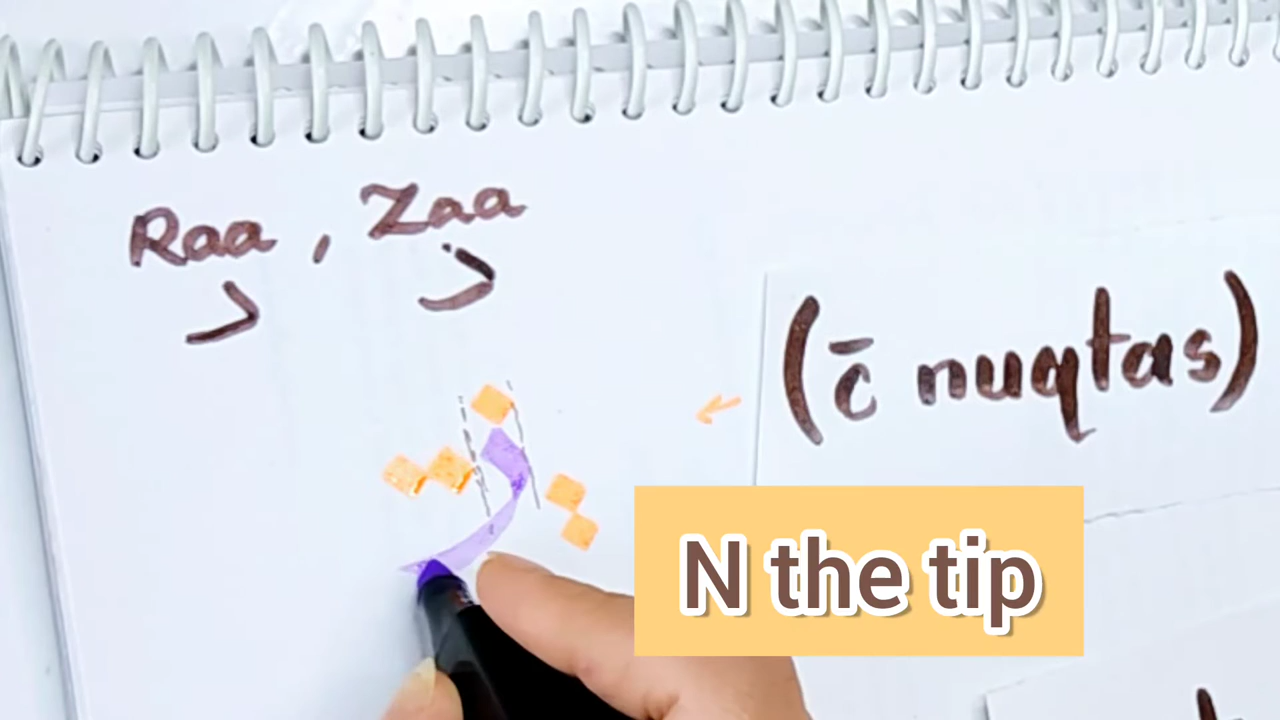 Raa , Zaa
ر ز
(c̄ nuqtas)
ر
N the tip